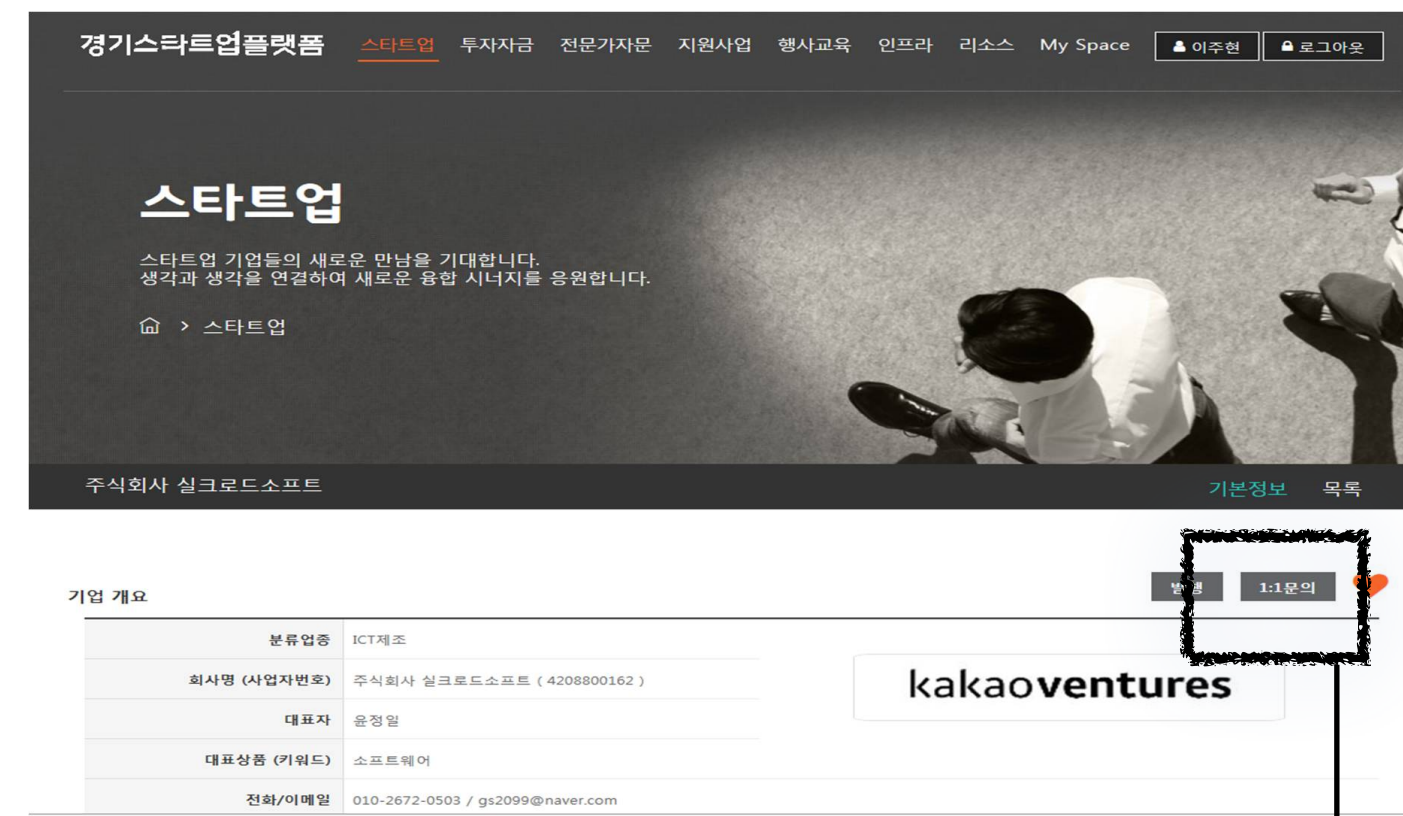 경기스타트업플랫폼 스타트업 투자자금 전문가자문 지원사업 행사교육 인프라 리소스 My Space 이주현 로그아웃
스타트업
스타트업 기업들의 새로운 만남을 기대합니다.
생각과 생각을 연결하여 새로운 융합 시너지를 응원합니다.
> 스타트업
주식회사 실크로드소프트 기본정보 목록
기업 개요 1:1문의
분류업종 ICT제조
회사명 (사업자번호) 주식회사 실크로드소프트 ( 4208800162 )
kakaoventures
대표자 윤정일
대표상품 (키워드) 소프트웨어
전화/이메일 010-2672-0503 / gs2099@naver.com